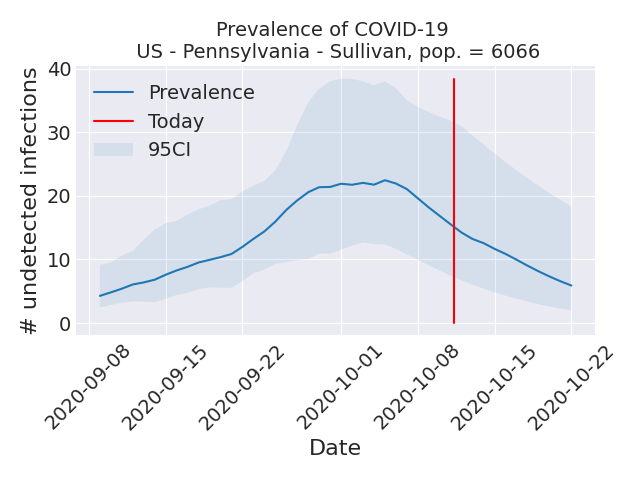 Prevalence of COVID-19
US - Pennsylvania - Sullivan, pop. = 6066
# undetected infections
40
30
20
10
0
Prevalence
Today
95CI
2020-09-08
2020-09-15
2020-09-22
2020-10-01
2020-10-08
2020-10-15
2020-10-22
Date